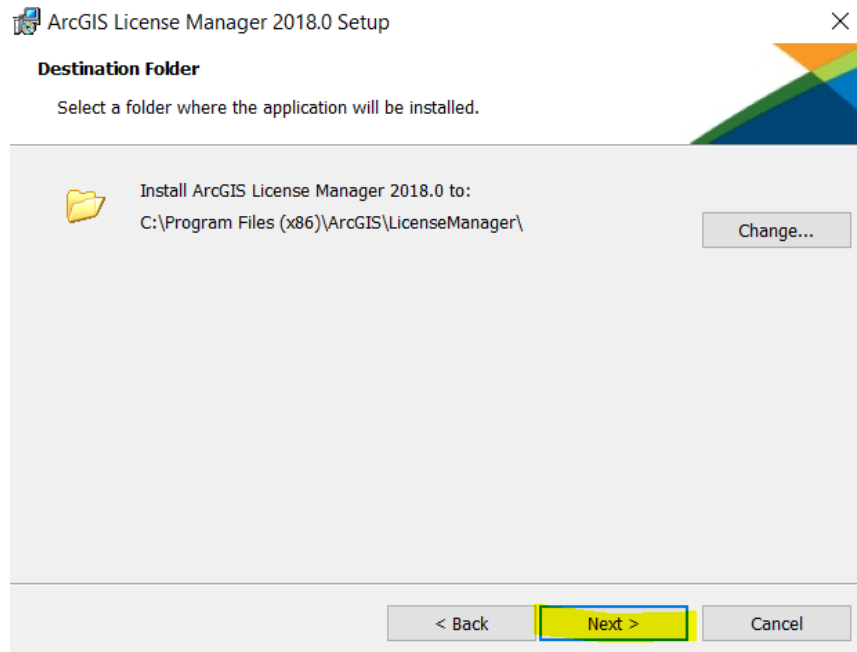 ArcGIS License Manager 2018.0 Setup
Destination Folder
Select a folder where the application will be installed.
Install ArcGIS License Manager 2018.0 to:
C:\Program Files (x86)\ArcGIS\LicenseManager\
Change...
< Back
Next >
Cancel